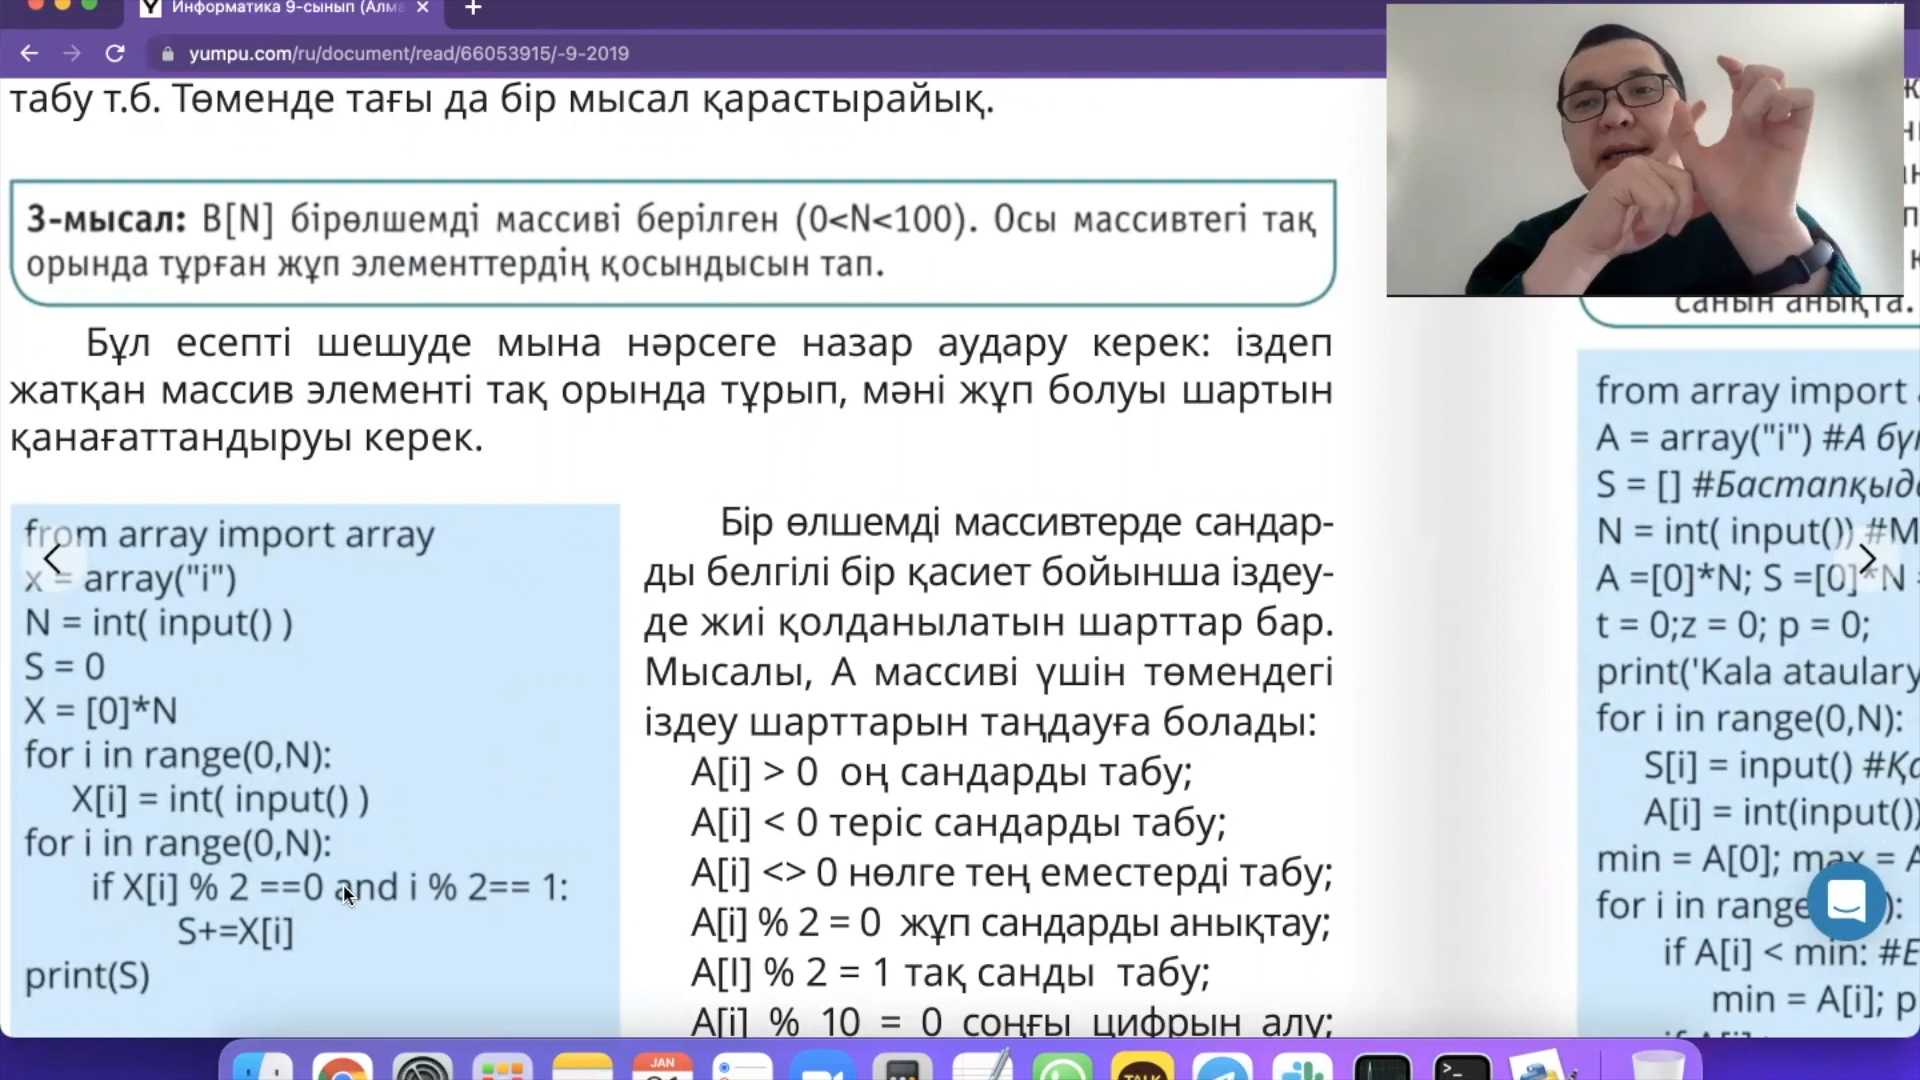 Информатика 9-сынып (Алма
yumpu.com/ru/document/read/66053915/-9-2019
табу т.б. Төменде тағы да бір мысал қарастырайық.
3-мысал: B[N] бірөлшемді массиві берілген (0<N<100). Осы массивтегі тақ
орында тұрған жұп элементтердің қосындысын тап.
Бұл есепті шешуде мына нәрсеге назар аудару керек: іздеп
жатқан массив элементі тақ орында тұрып, мәні жұп болуы шартын
қанағаттандыруы керек.
from array import array
x = array("i")
N = int( input() )
S = 0
X = [0]*N
for i in range(0,N):
X[i] = int( input() )
for i in range(0,N):
if X[i] % 2 ==0 and i % 2== 1:
S+=X[i]
print(S)
Бір өлшемді массивтерде сандар-
ды белгілі бір қасиет бойынша іздеу-
де жиі қолданылатын шарттар бар.
Мысалы, А массиві үшін төмендегі
іздеу шарттарын таңдауға болады:
A[i] > 0 оң сандарды табу;
A[i] < 0 теріс сандарды табу;
A[i] <> 0 нөлге тең еместерді табу;
A[i] % 2 = 0 жұп сандарды анықтау;
A[I] % 2 = 1 тақ санды табу;
A[i] % 10 = 0 соңғы цифрын алу;
санын анықта.
from array import
A = array("i") #А
S = [] #Бастапқыда
N = int( input())
A =[0]*N; S =[0]*N
t = 0;z = 0; p = 0;
print('Kala ataulary
for i in range(0,N):
S[i] = input()
A[i] = int(input())
min = A[0]; max =
for i in range
if A[i] < min:
min = A[i]; p
JAN
TALK